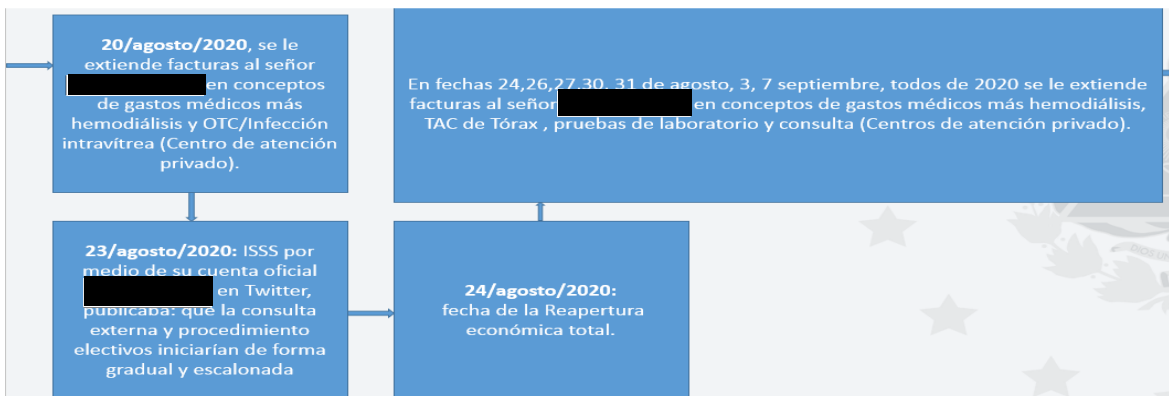 20/agosto/2020, se le
extiende facturas al señor
en conceptos
de gastos médicos más
hemodiálisis y OTC/Infección
intravítrea (Centro de atención
privado).
23/agosto/2020: ISSS por
medio de su cuenta oficial
en Twitter,
publicaba: que la consulta
externa y procedimiento
electivos iniciarían de forma
gradual y escalonada
24/agosto/2020:
fecha de la Reapertura
económica total.
En fechas 24,26,27.30. 31 de agosto, 3, 7 septiembre, todos de 2020 se le extiende
facturas al señor en conceptos de gastos médicos más hemodiálisis,
TAC de Tórax , pruebas de laboratorio y consulta (Centros de atención privado).